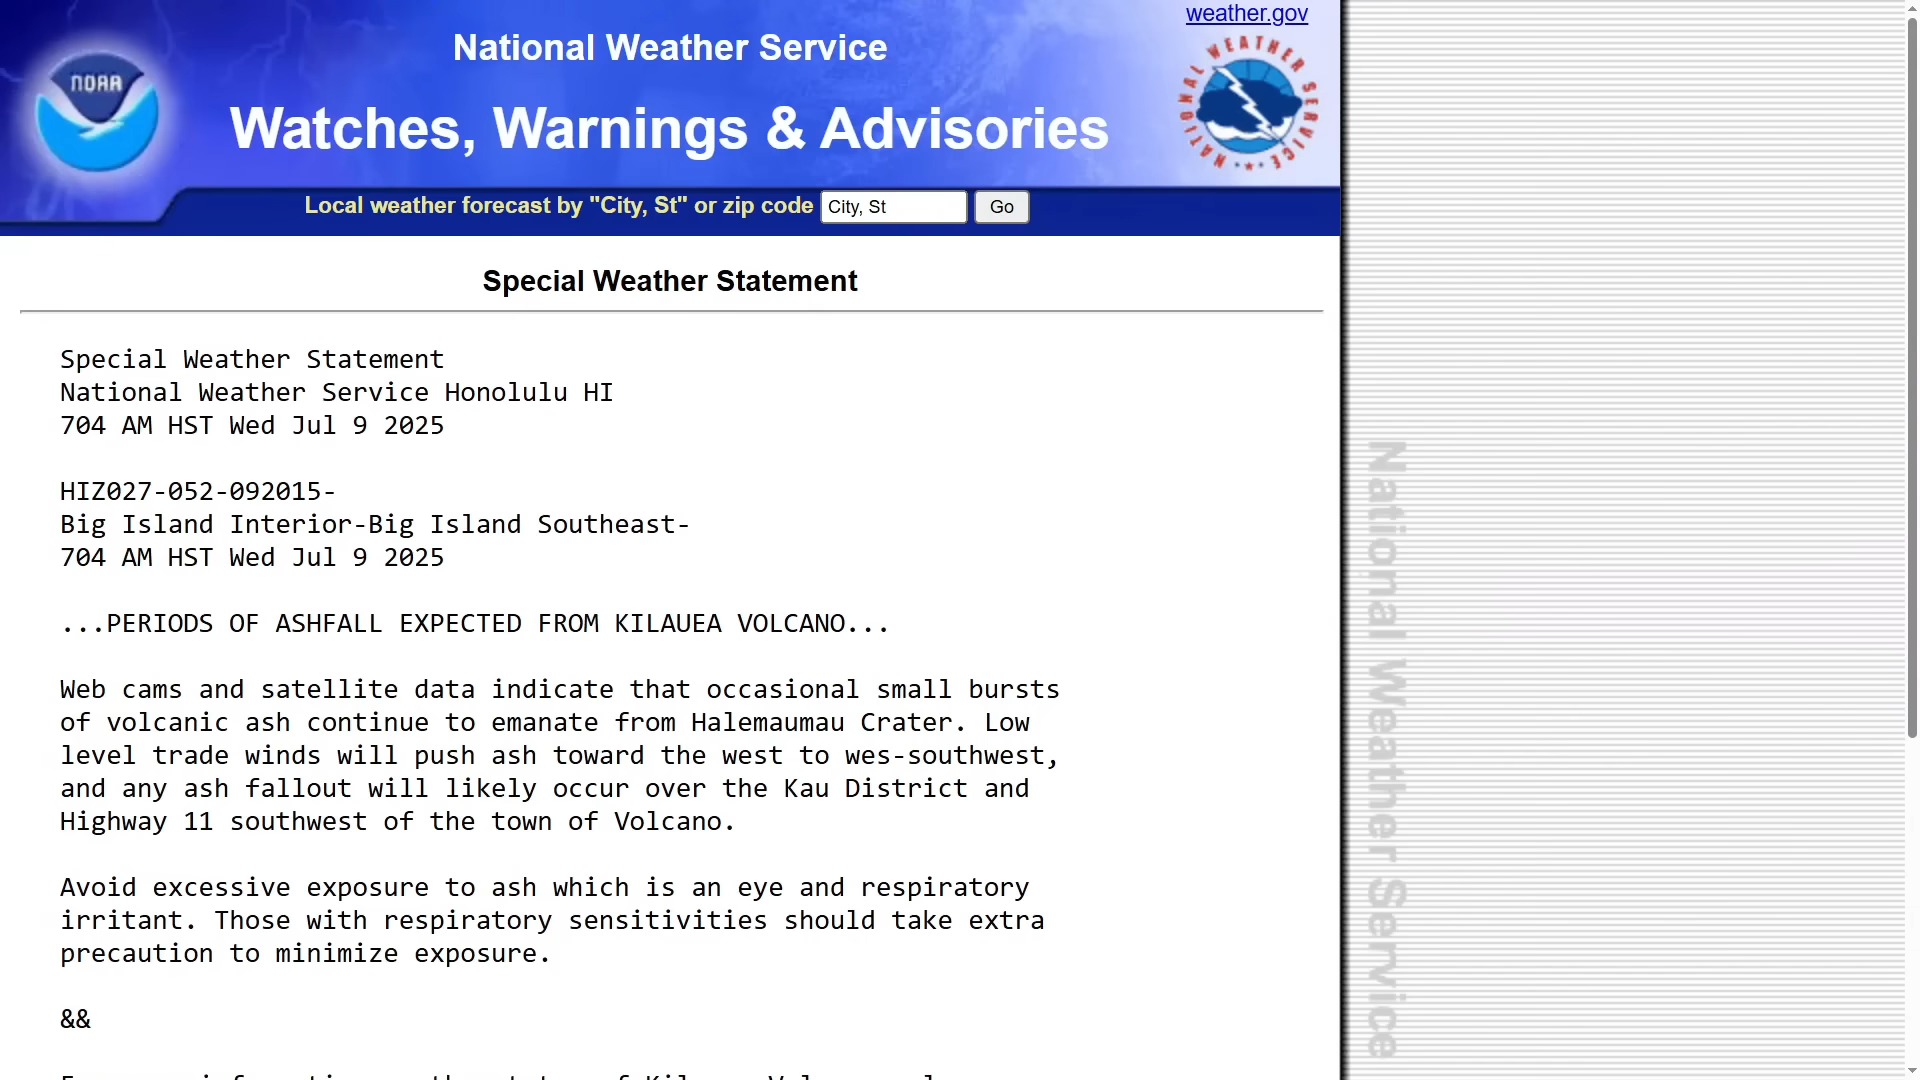 weather.gov
National Weather Service
NOAA
Watches, Warnings & Advisories
NATIONAL WEATHER SERVICE
Local weather forecast by "City, St" or zip code City, St Go
Special Weather Statement
Special Weather Statement
National Weather Service Honolulu HI
704 AM HST Wed Jul 9 2025
HIZ027-052-092015-
Big Island Interior-Big Island Southeast-
704 AM HST Wed Jul 9 2025
...PERIODS OF ASHFALL EXPECTED FROM KILAUEA VOLCANO...
Web cams and satellite data indicate that occasional small bursts
of volcanic ash continue to emanate from Halemaumau Crater. Low
level trade winds will push ash toward the west to wes-southwest,
and any ash fallout will likely occur over the Kau District and
Highway 11 southwest of the town of Volcano.
Avoid excessive exposure to ash which is an eye and respiratory
irritant. Those with respiratory sensitivities should take extra
precaution to minimize exposure.
&&
National Weather Service